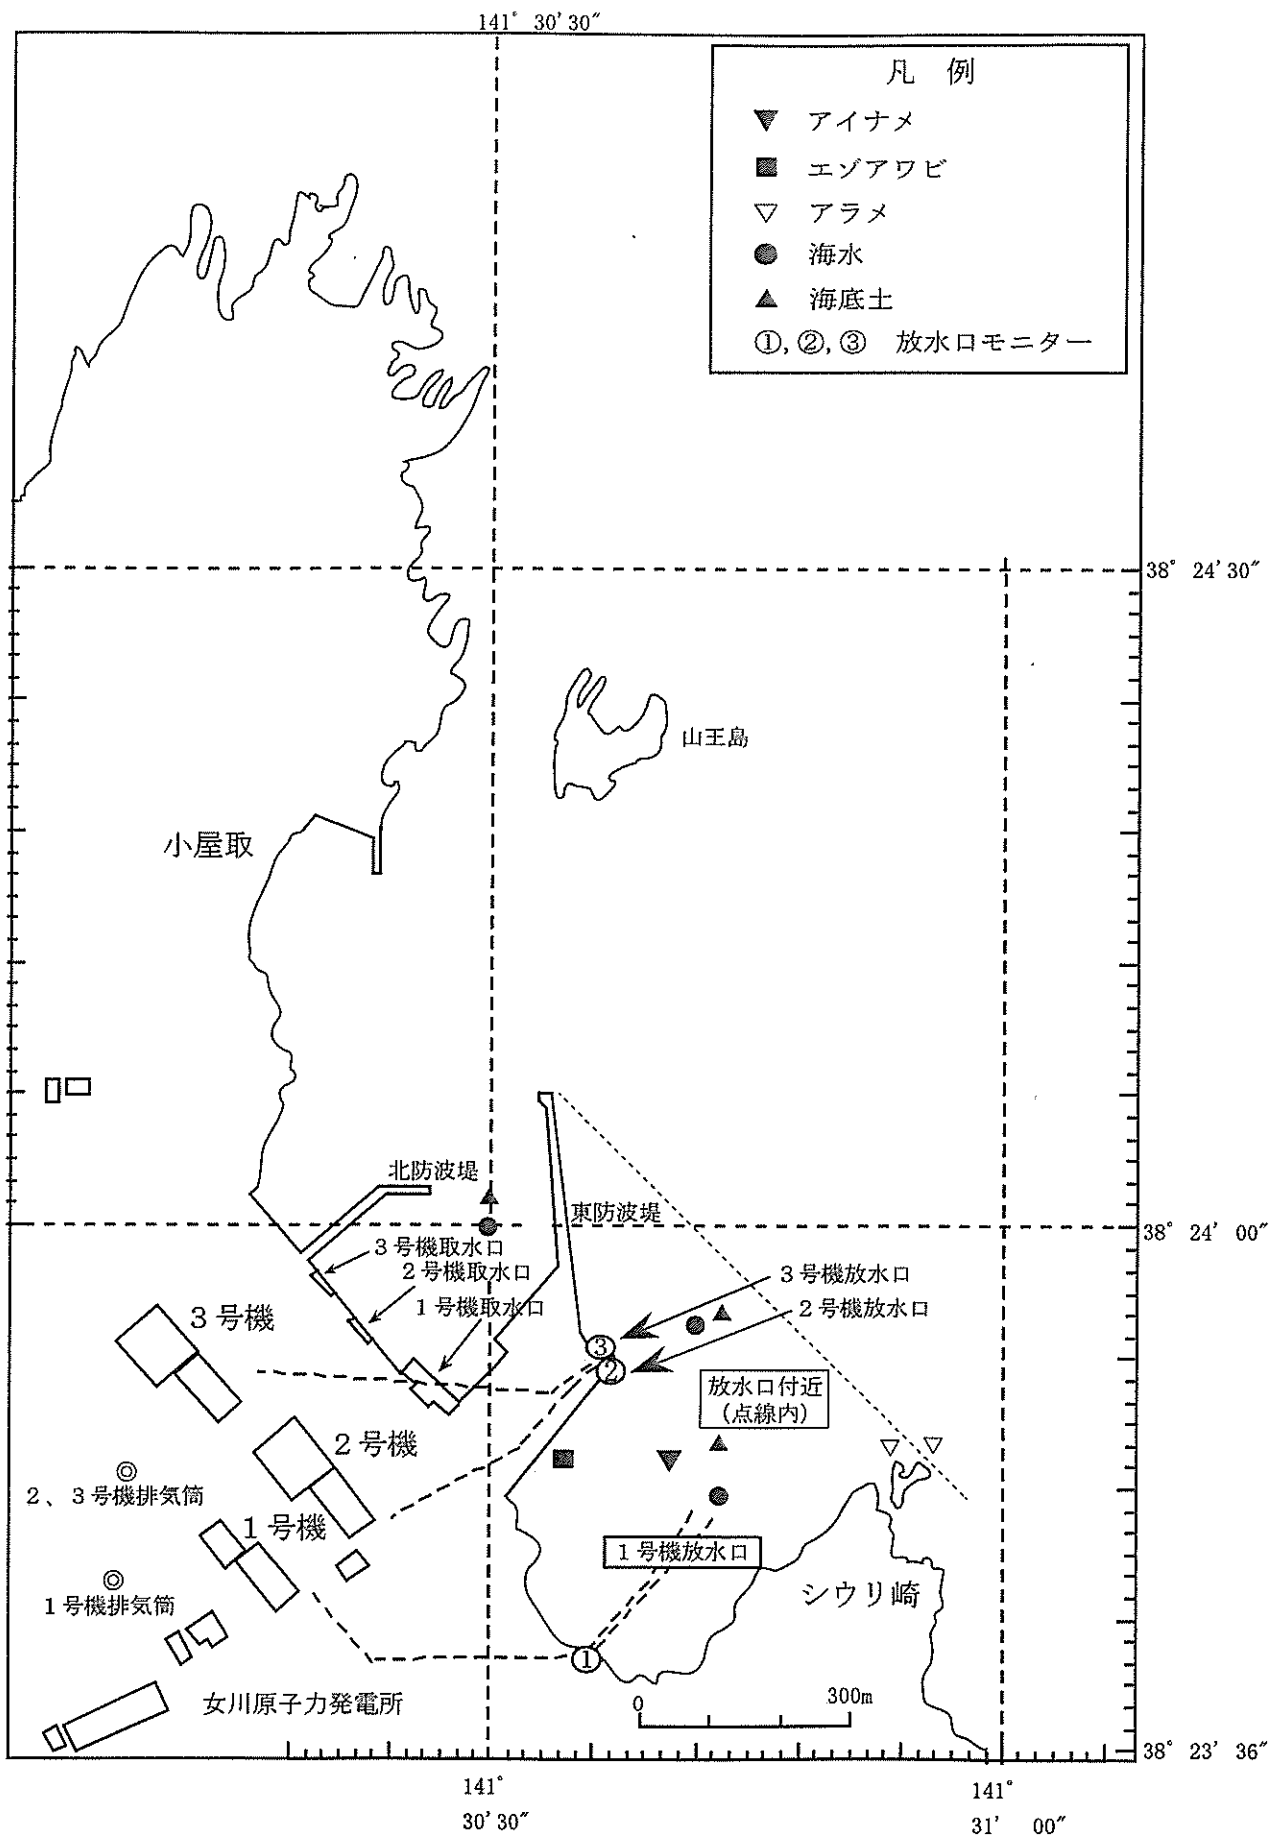 141° 30'30"
凡 例
アイナメ
エゾアワビ
アラメ
海水
海底土
①,②,③ 放水口モニター
38° 24'30"
山王島
小屋取
北防波堤
東防波堤
38° 24' 00"
3号機取水口
2号機取水口
1号機取水口
3号機放水口
2号機放水口
3号機
③
②
放水口付近
(点線内)
2号機
2、3号機排気筒
1号機
1号機放水口
1号機排気筒
シウリ崎
①
女川原子力発電所
0 300m
38° 23' 36"
141°
30'30"
141°
31' 00"